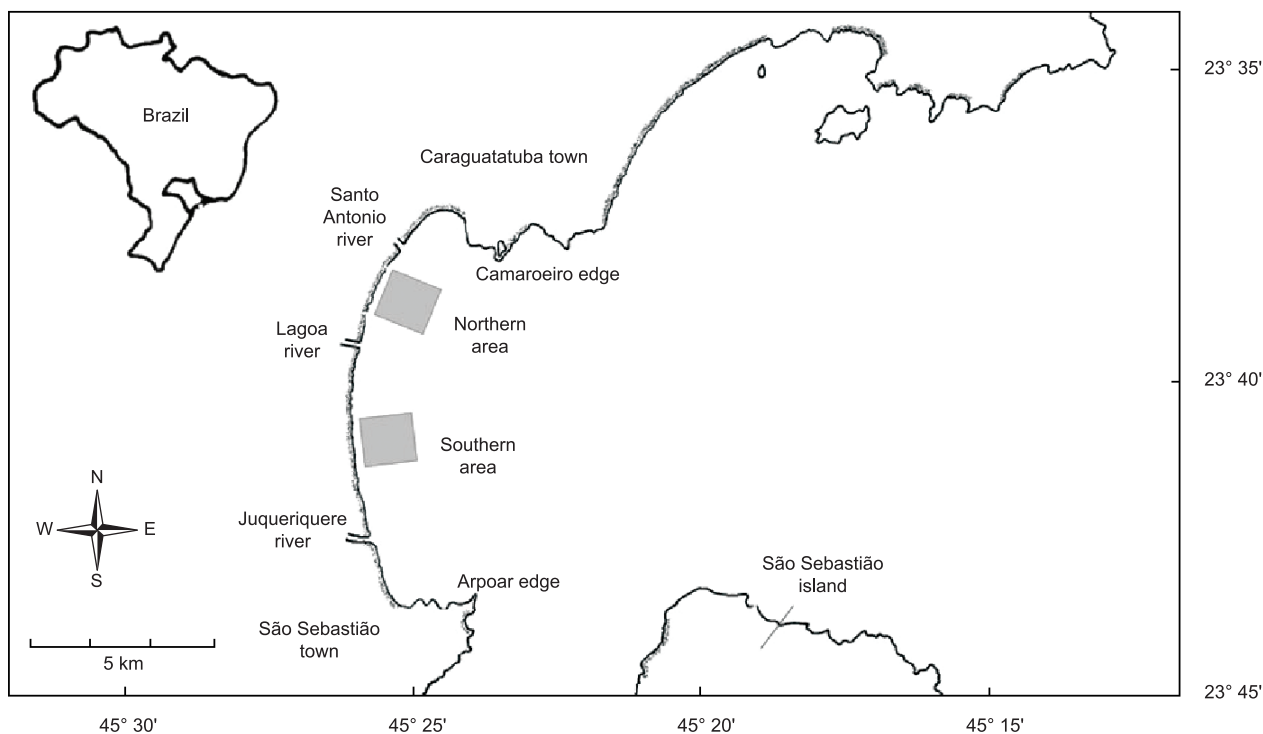 Brazil
23° 35'
Caraguatatuba town
Santo
Antonio
river
Camaroeiro edge
Northern
area
Lagoa
river
23° 40'
Southern
area
N
W
E
S
Juqueriquere
river
São Sebastião
island
Arpoar edge
São Sebastião
town
5 km
23° 45'
45° 30'
45° 25'
45° 20'
45° 15'